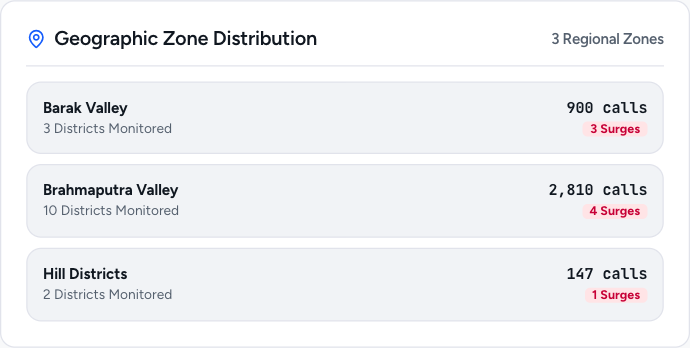 Geographic Zone Distribution
3 Regional Zones
Barak Valley
900 calls
3 Districts Monitored
3 Surges
Brahmaputra Valley
2,810 calls
10 Districts Monitored
4 Surges
Hill Districts
147 calls
2 Districts Monitored
1 Surges